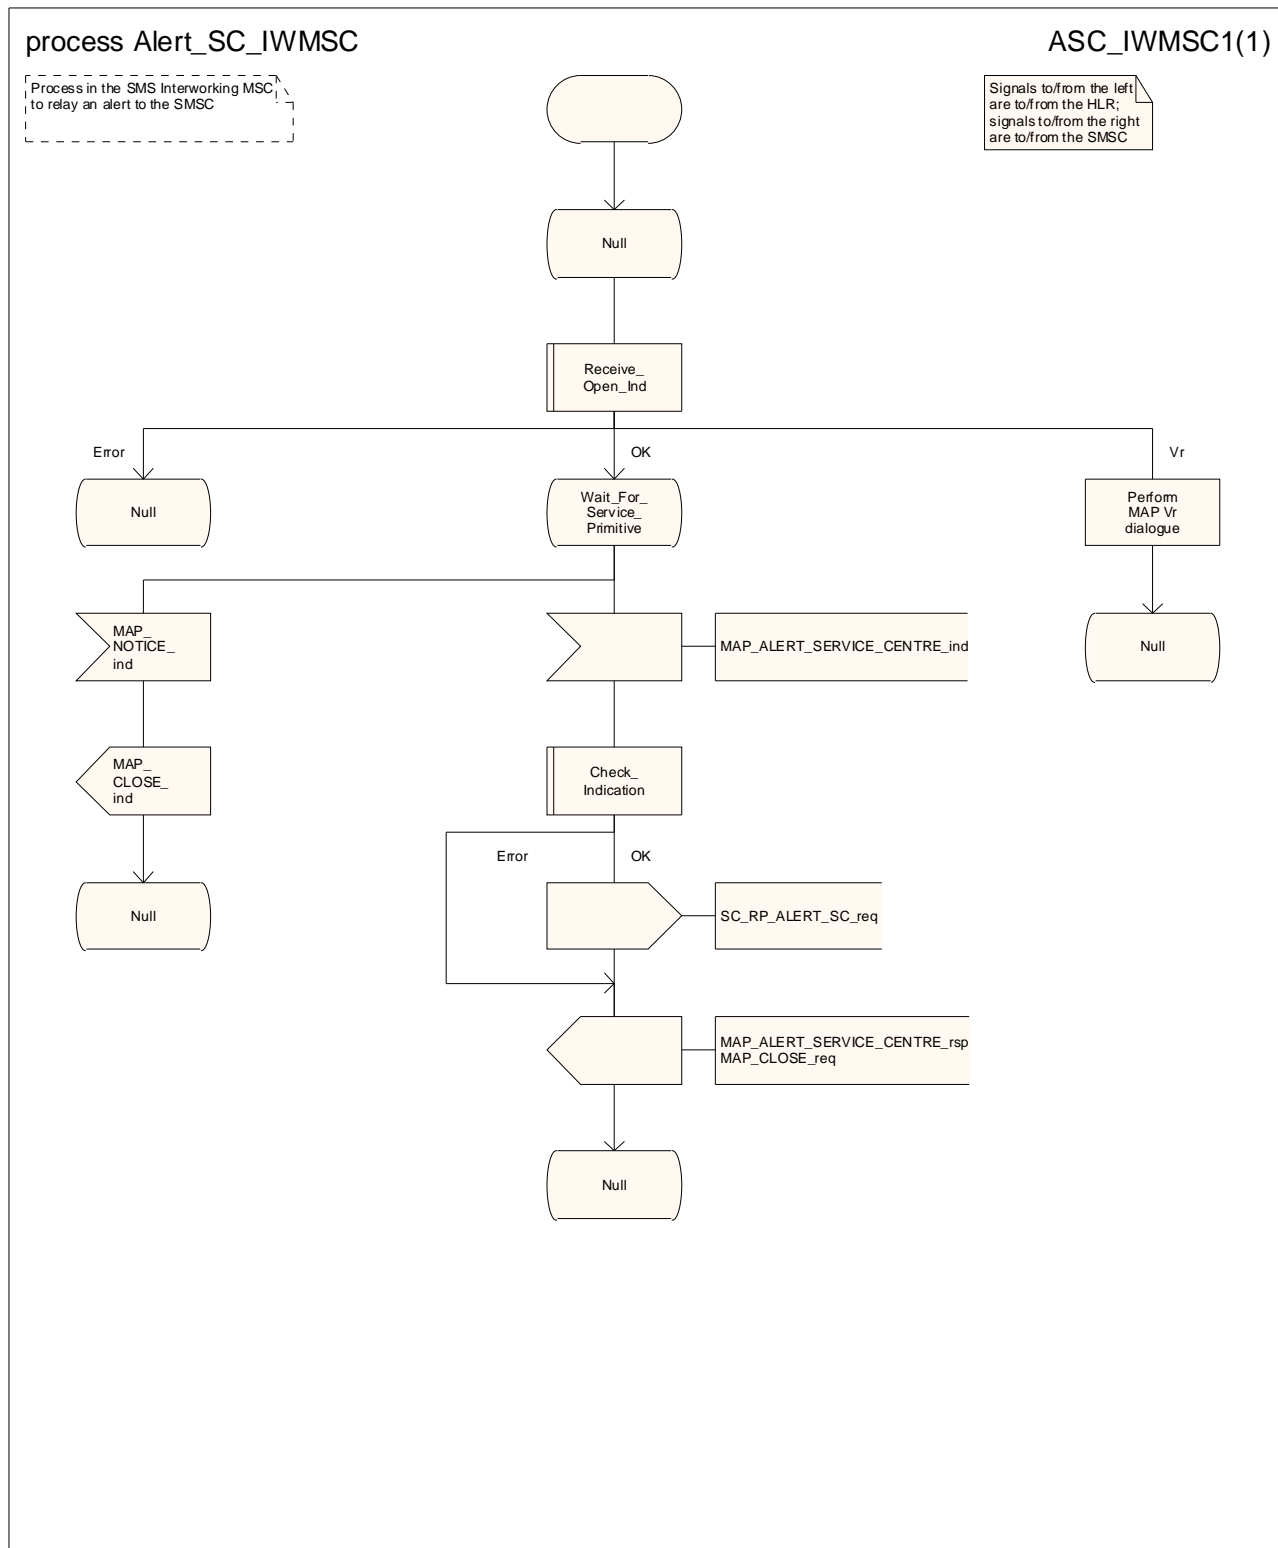 process Alert_SC_IWMSC
ASC_IWMSC1(1)
Process in the SMS Interworking MSC
to relay an alert to the SMSC
Signals to/from the left
are to/from the HLR;
signals to/from the right
are to/from the SMSC
Null
Receive_
Open_Ind
Error
OK
Vr
Null
Wait_For_
Service_
Primitive
Perform
MAP Vr
dialogue
MAP_
NOTICE_
ind
MAP_ALERT_SERVICE_CENTRE_ind
Null
MAP_
CLOSE_
ind
Check_
Indication
Error
OK
Null
SC_RP_ALERT_SC_req
MAP_ALERT_SERVICE_CENTRE_rsp
MAP_CLOSE_req
Null